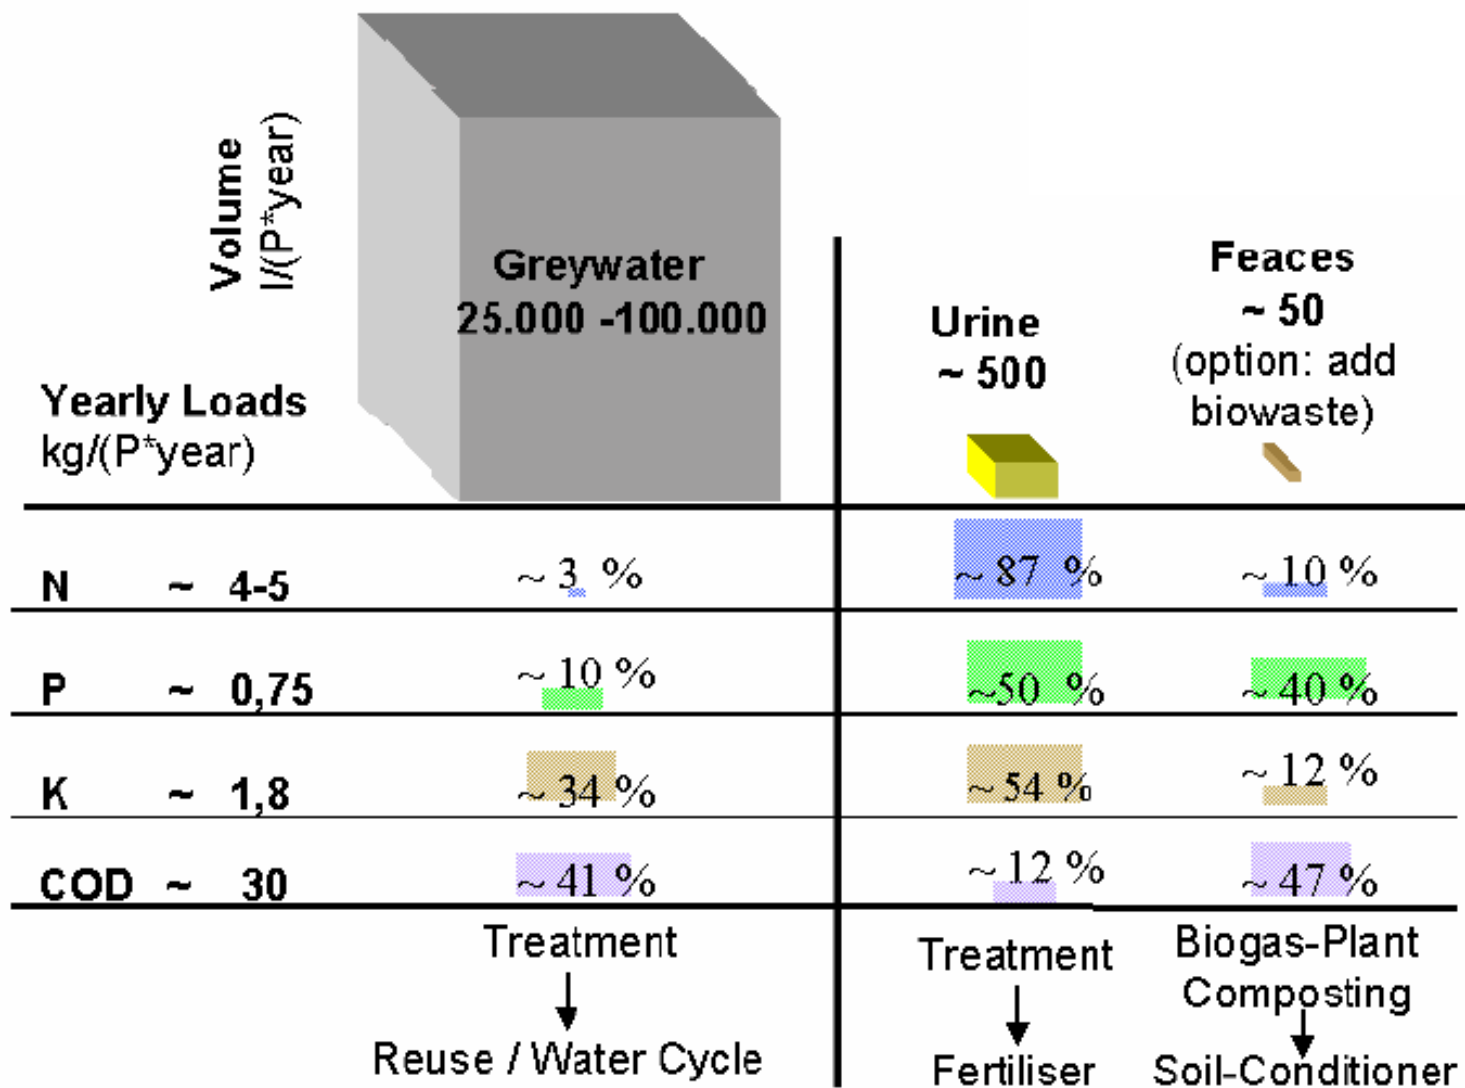 Volume
l/(P*year)
Greywater
25.000 -100.000
Urine
~ 500
Feaces
~ 50
(option: add
biowaste)
Yearly Loads
kg/(P*year)
N ~ 4-5 ~ 3 % ~ 87 % ~ 10 %
P ~ 0,75 ~ 10 % ~50 % ~ 40 %
K ~ 1,8 ~ 34 % ~ 54 % ~ 12 %
COD ~ 30 ~ 41 % ~ 12 % ~ 47 %
Treatment
Reuse / Water Cycle
Treatment
Fertiliser
Biogas-Plant
Composting
Soil-Conditioner